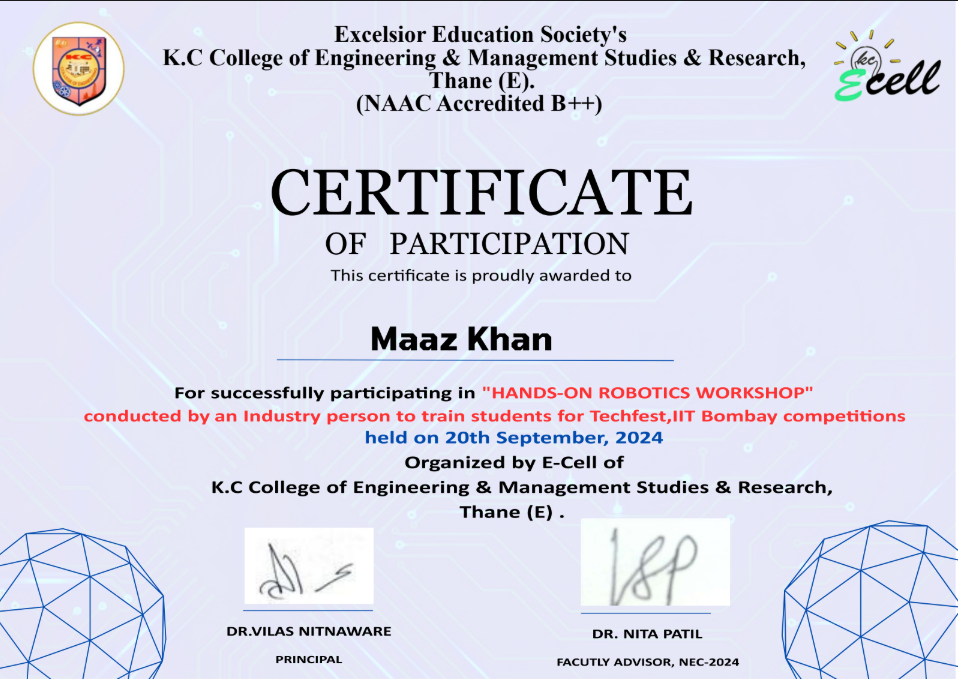 Excelsior Education Society's
K.C College of Engineering & Management Studies & Research,
Thane (E).
(NAAC Accredited B++)
KC
kc
Ecell
CERTIFICATE
OF PARTICIPATION
This certificate is proudly awarded to
Maaz Khan
For successfully participating in "HANDS-ON ROBOTICS WORKSHOP"
conducted by an Industry person to train students for Techfest,IIT Bombay competitions
held on 20th September, 2024
Organized by E-Cell of
K.C College of Engineering & Management Studies & Research,
Thane (E) .
DR.VILAS NITNAWARE
PRINCIPAL
DR. NITA PATIL
FACUTLY ADVISOR, NEC-2024